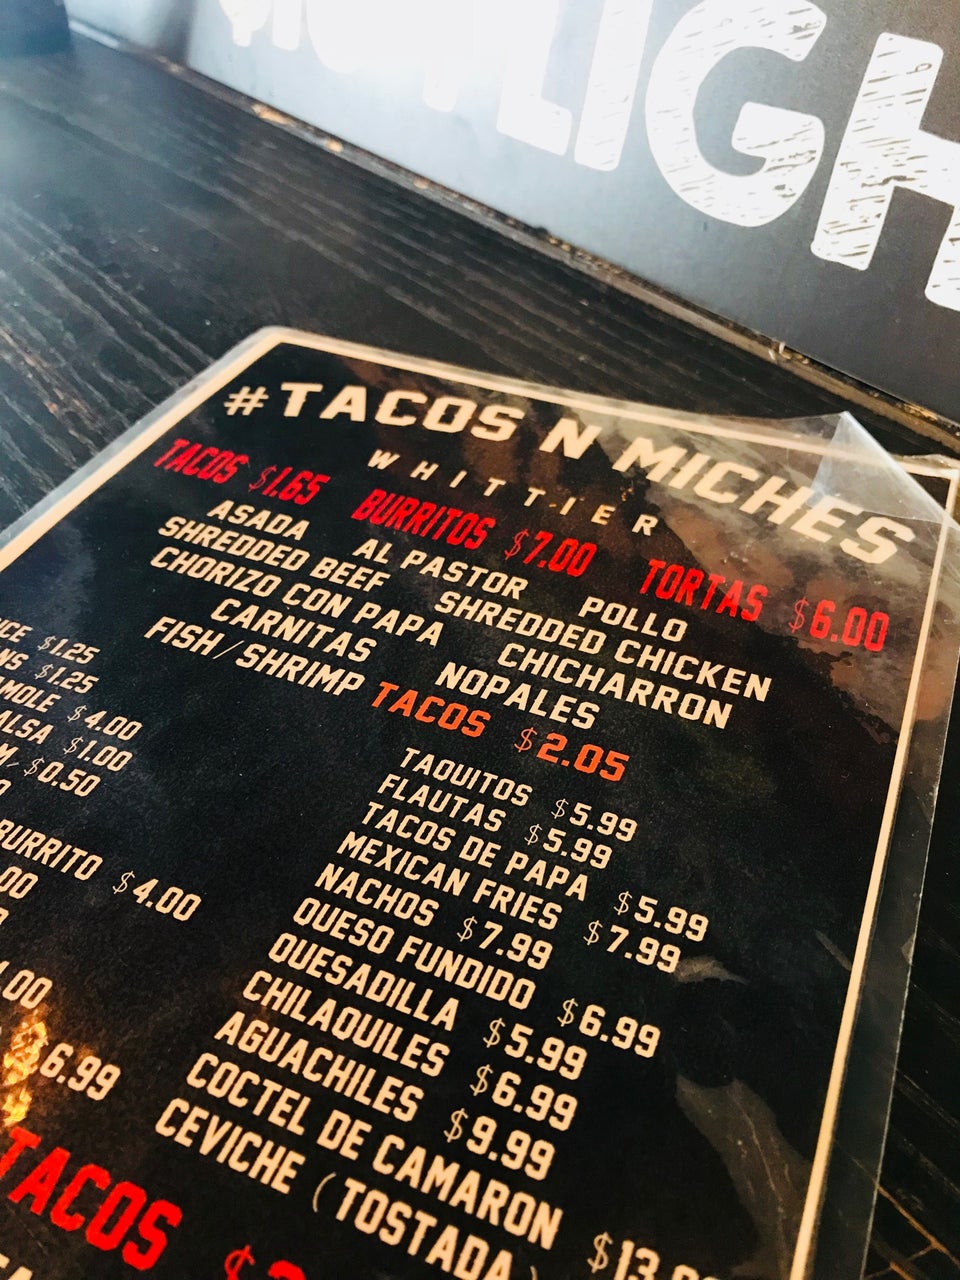 LIGH
#TACOS N MICHES
WHITTIER
TACOS $1.65 BURRITOS $7.00 TORTAS $6.00
ASADA AL PASTOR POLLO
SHREDDED BEEF SHREDDED CHICKEN
CHORIZO CON PAPA CHICHARRON
CARNITAS NOPALES
FISH/SHRIMP TACOS $2.05
$1.25
$1.25
$4.00
$1.00
$0.50
BURRITO $4.00
6.99
TAQUITOS $5.99
FLAUTAS $5.99
TACOS DE PAPA $5.99
MEXICAN FRIES $7.99
NACHOS $7.99
QUESO FUNDIDO $6.99
QUESADILLA $5.99
CHILAQUILES $6.99
AGUACHILES $9.99
COCTEL DE CAMARON $13.
CEVICHE (TOSTADA)
TACOS $